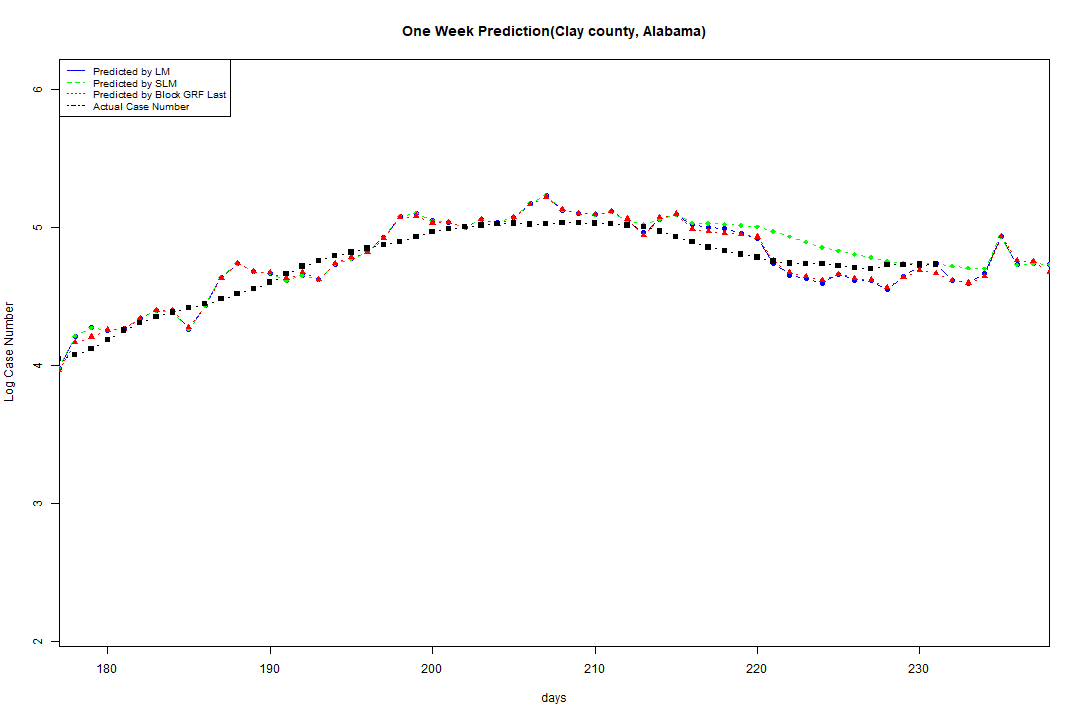 One Week Prediction(Clay county, Alabama)
Predicted by LM
Predicted by SLM
Predicted by Block GRF Last
Actual Case Number
6
5
4
3
2
Log Case Number
180 190 200 210 220 230
days